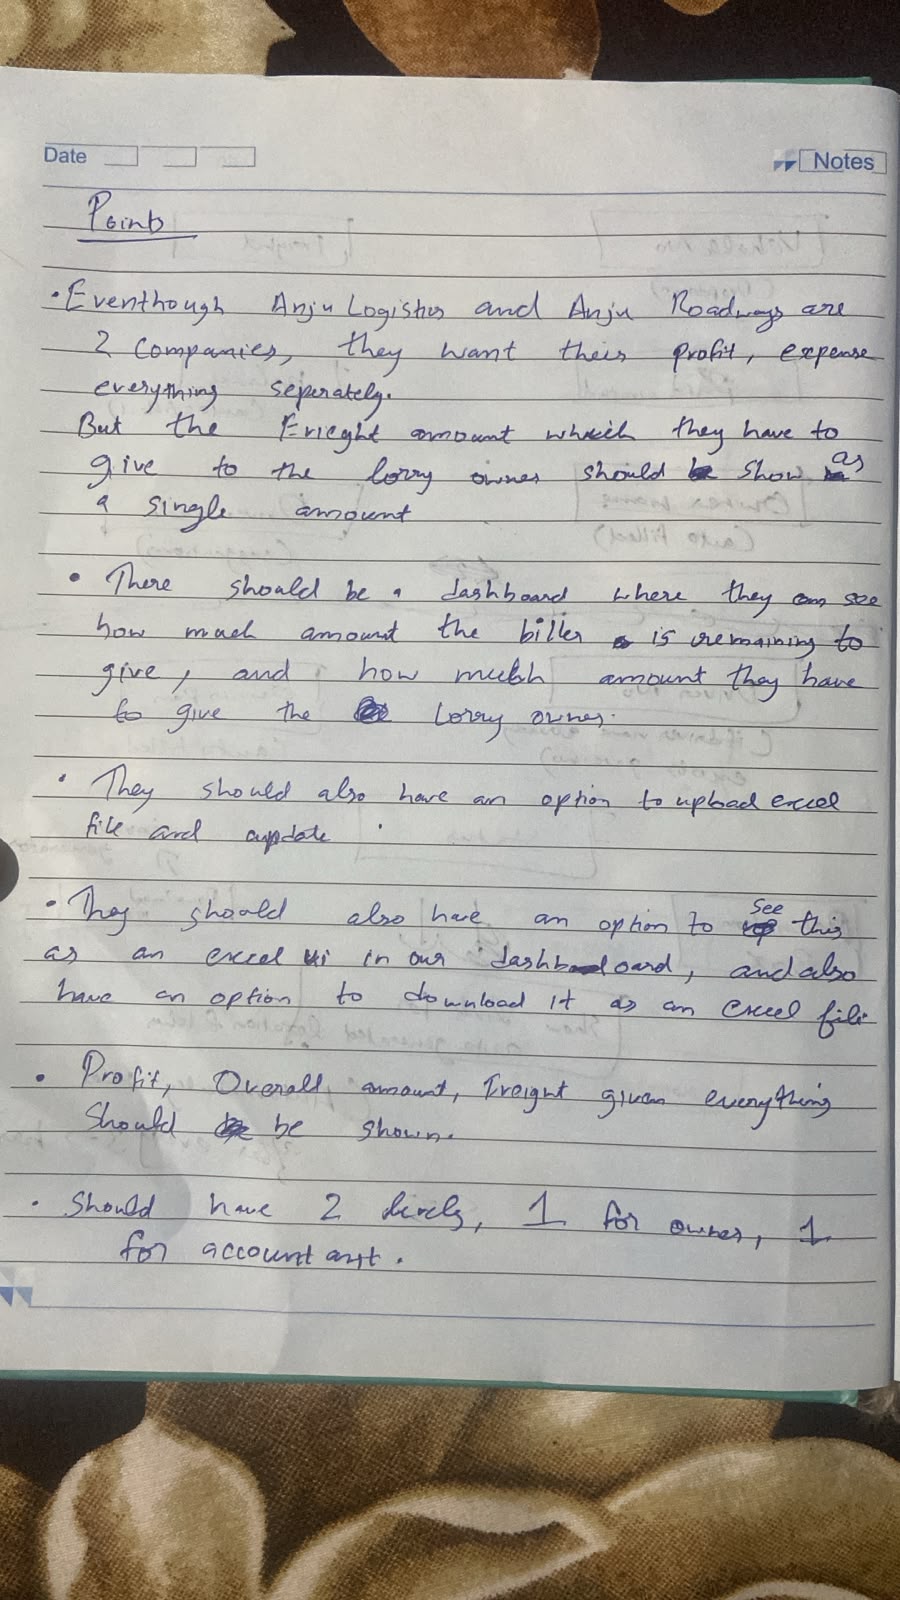 Date
Notes
Points
• Eventhough Anju Logistics and Anju Roadways are
2 companies, they want their profit, expense
everything seperately.
But the Frieght amount which they have to
give to the lorry owner should show as
a single amount
• There should be a dashboard where they can see
how much amount the biller is remaining to
give, and how much amount they have
to give the Lorry owner.
• They should also have an option to upload excel
file and update
• They should also have an option to see this
as an excel ui in our dashboard, and also
have an option to download it as an excel file
• Profit, Overall amount, Freight given everything
should be shown.
• Should have 2 levels, 1 for owner, 1
for accountant.